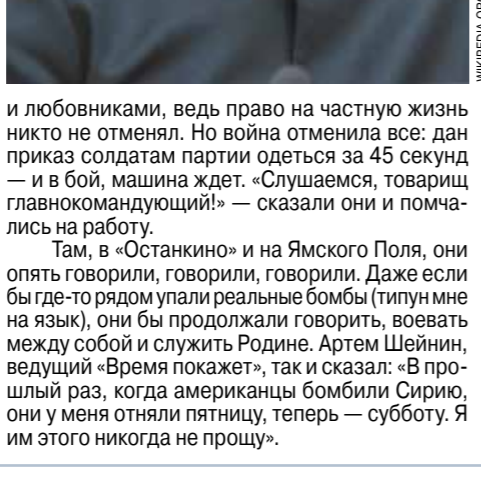 WIKIPEDIA.ORG
и любовниками, ведь право на частную жизнь
никто не отменял. Но война отменила все: дан
приказ солдатам партии одеться за 45 секунд
— и в бой, машина ждет. «Слушаемся, товарищ
главнокомандующий!» — сказали они и помча-
лись на работу.
Там, в «Останкино» и на Ямского Поля, они
опять говорили, говорили, говорили. Даже если
бы где-то рядом упали реальные бомбы (типун мне
на язык), они бы продолжали говорить, воевать
между собой и служить Родине. Артем Шейнин,
ведущий «Время покажет», так и сказал: «В про-
шлый раз, когда американцы бомбили Сирию,
они у меня отняли пятницу, теперь — субботу. Я
им этого никогда не прощу».